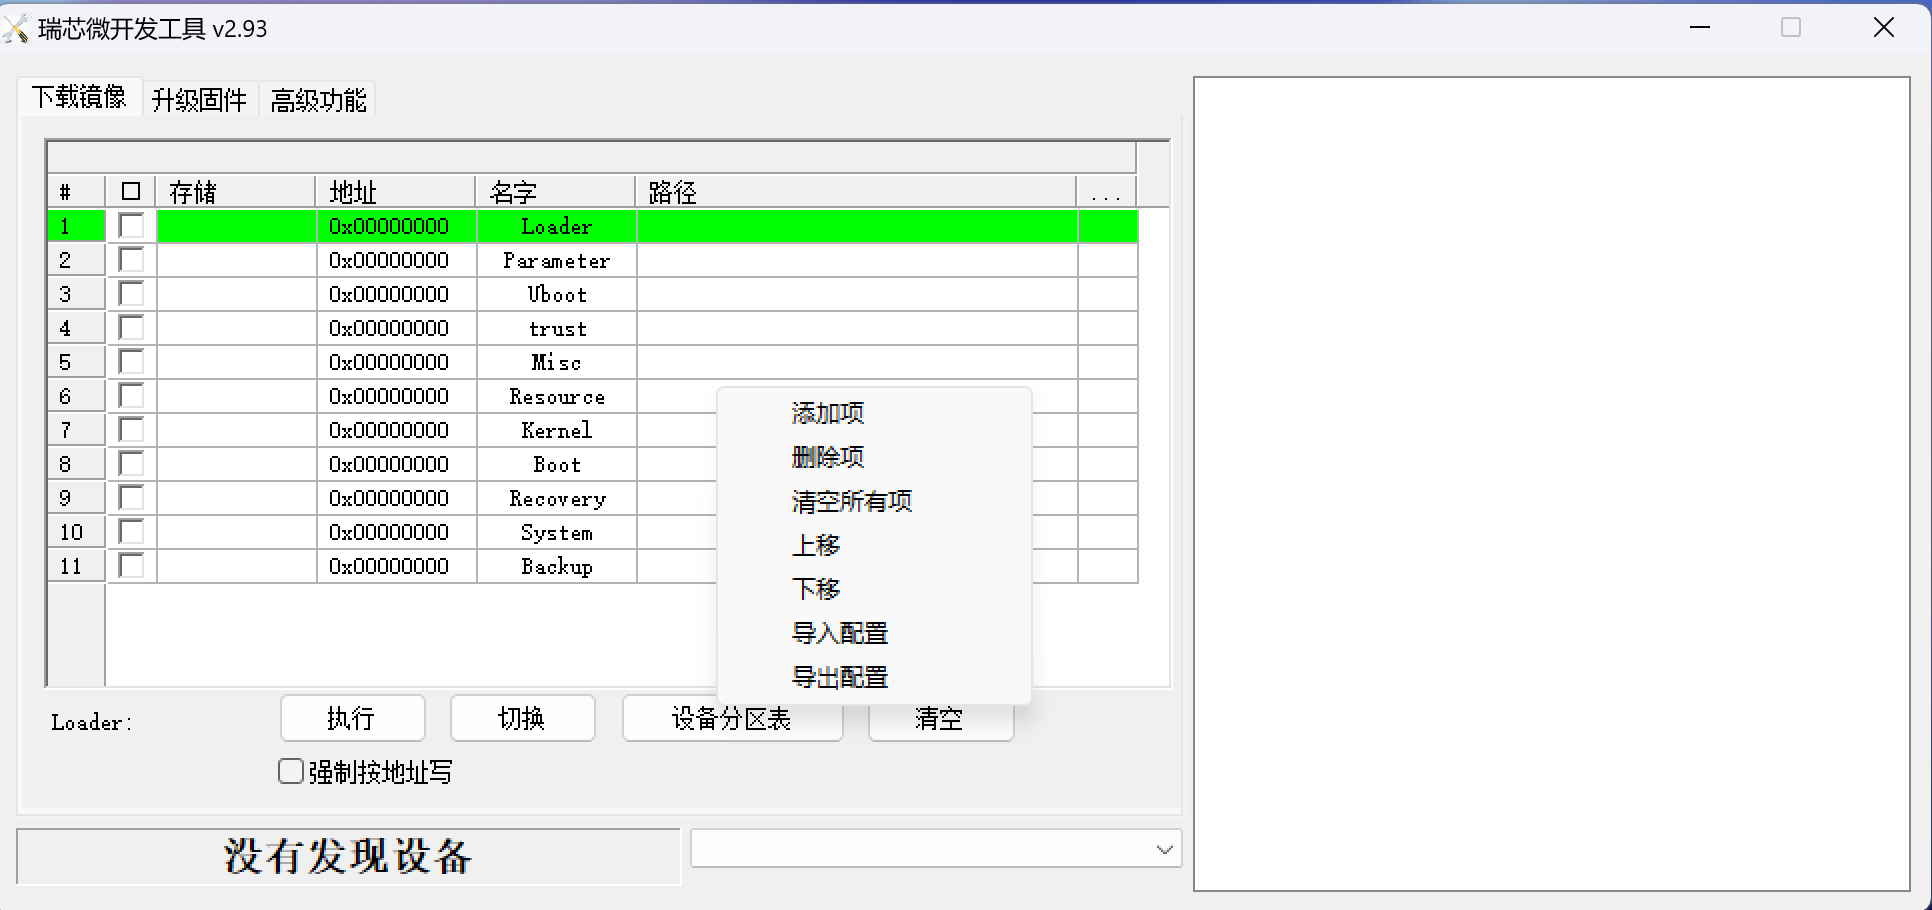 瑞芯微开发工具 v2.93
下载镜像 升级固件 高级功能
# 存储 地址 名字 路径 ...
1 0x00000000 Loader
2 0x00000000 Parameter
3 0x00000000 Uboot
4 0x00000000 trust
5 0x00000000 Misc
6 0x00000000 Resource
7 0x00000000 Kernel
8 0x00000000 Boot
9 0x00000000 Recovery
10 0x00000000 System
11 0x00000000 Backup
添加项
删除项
清空所有项
上移
下移
导入配置
导出配置
Loader: 执行 切换 设备分区表 清空
强制按地址写
没有发现设备